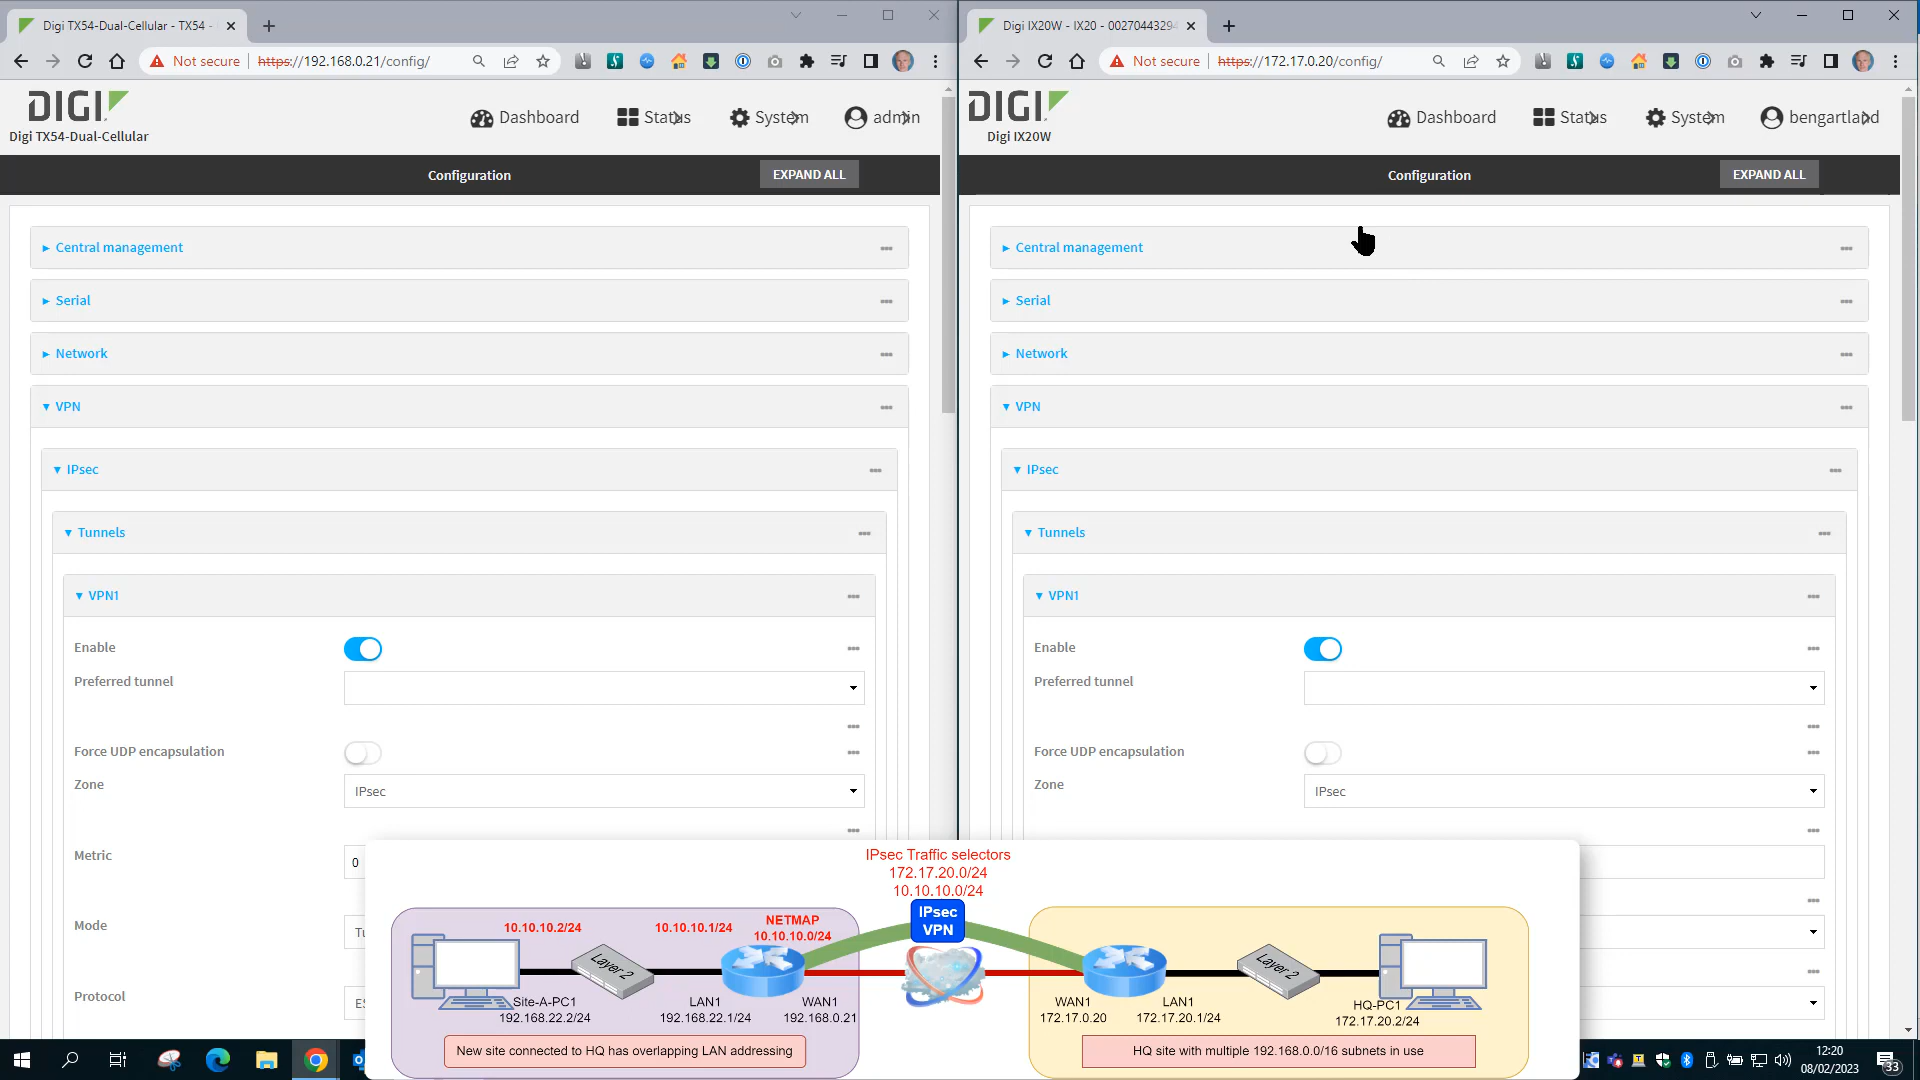 Digi TX54-Dual-Cellular - TX54 -
Not secure
https://192.168.0.21/config/
DIGI
Digi TX54-Dual-Cellular
Dashboard
Status
System
admin
Configuration
EXPAND ALL
Central management
Serial
Network
VPN
IPsec
Tunnels
VPN1
Enable
Preferred tunnel
Force UDP encapsulation
Zone
IPsec
Metric
0
Mode
Tu
Protocol
ES
Digi IX20W - IX20 - 0027044329
Not secure
https://172.17.0.20/config/
DIGI
Digi IX20W
Dashboard
Status
System
bengartland
Configuration
EXPAND ALL
Central management
Serial
Network
VPN
IPsec
Tunnels
VPN1
Enable
Preferred tunnel
Force UDP encapsulation
Zone
IPsec
IPsec Traffic selectors
172.17.20.0/24
10.10.10.0/24
IPsec
VPN
10.10.10.2/24
10.10.10.1/24
NETMAP
10.10.10.0/24
Layer 2
Site-A-PC1
192.168.22.2/24
LAN1
192.168.22.1/24
WAN1
192.168.0.21
New site connected to HQ has overlapping LAN addressing
WAN1
172.17.0.20
LAN1
172.17.20.1/24
Layer 2
HQ-PC1
172.17.20.2/24
HQ site with multiple 192.168.0.0/16 subnets in use
12:20
08/02/2023
33